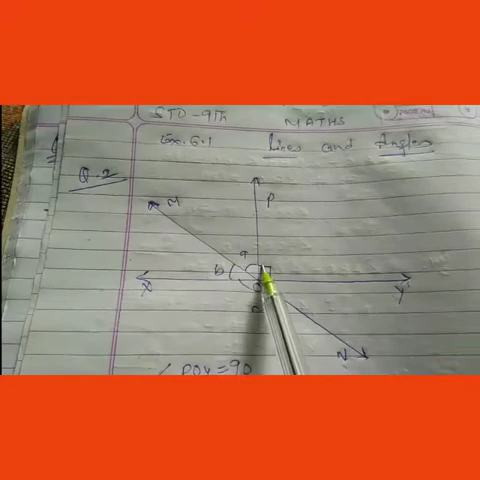 STD - 9TH MATHS
Ex. 6.1 Lines and Angles
Q-2
M
P
a
b
X
O
Y
c
N
∠POY = 90